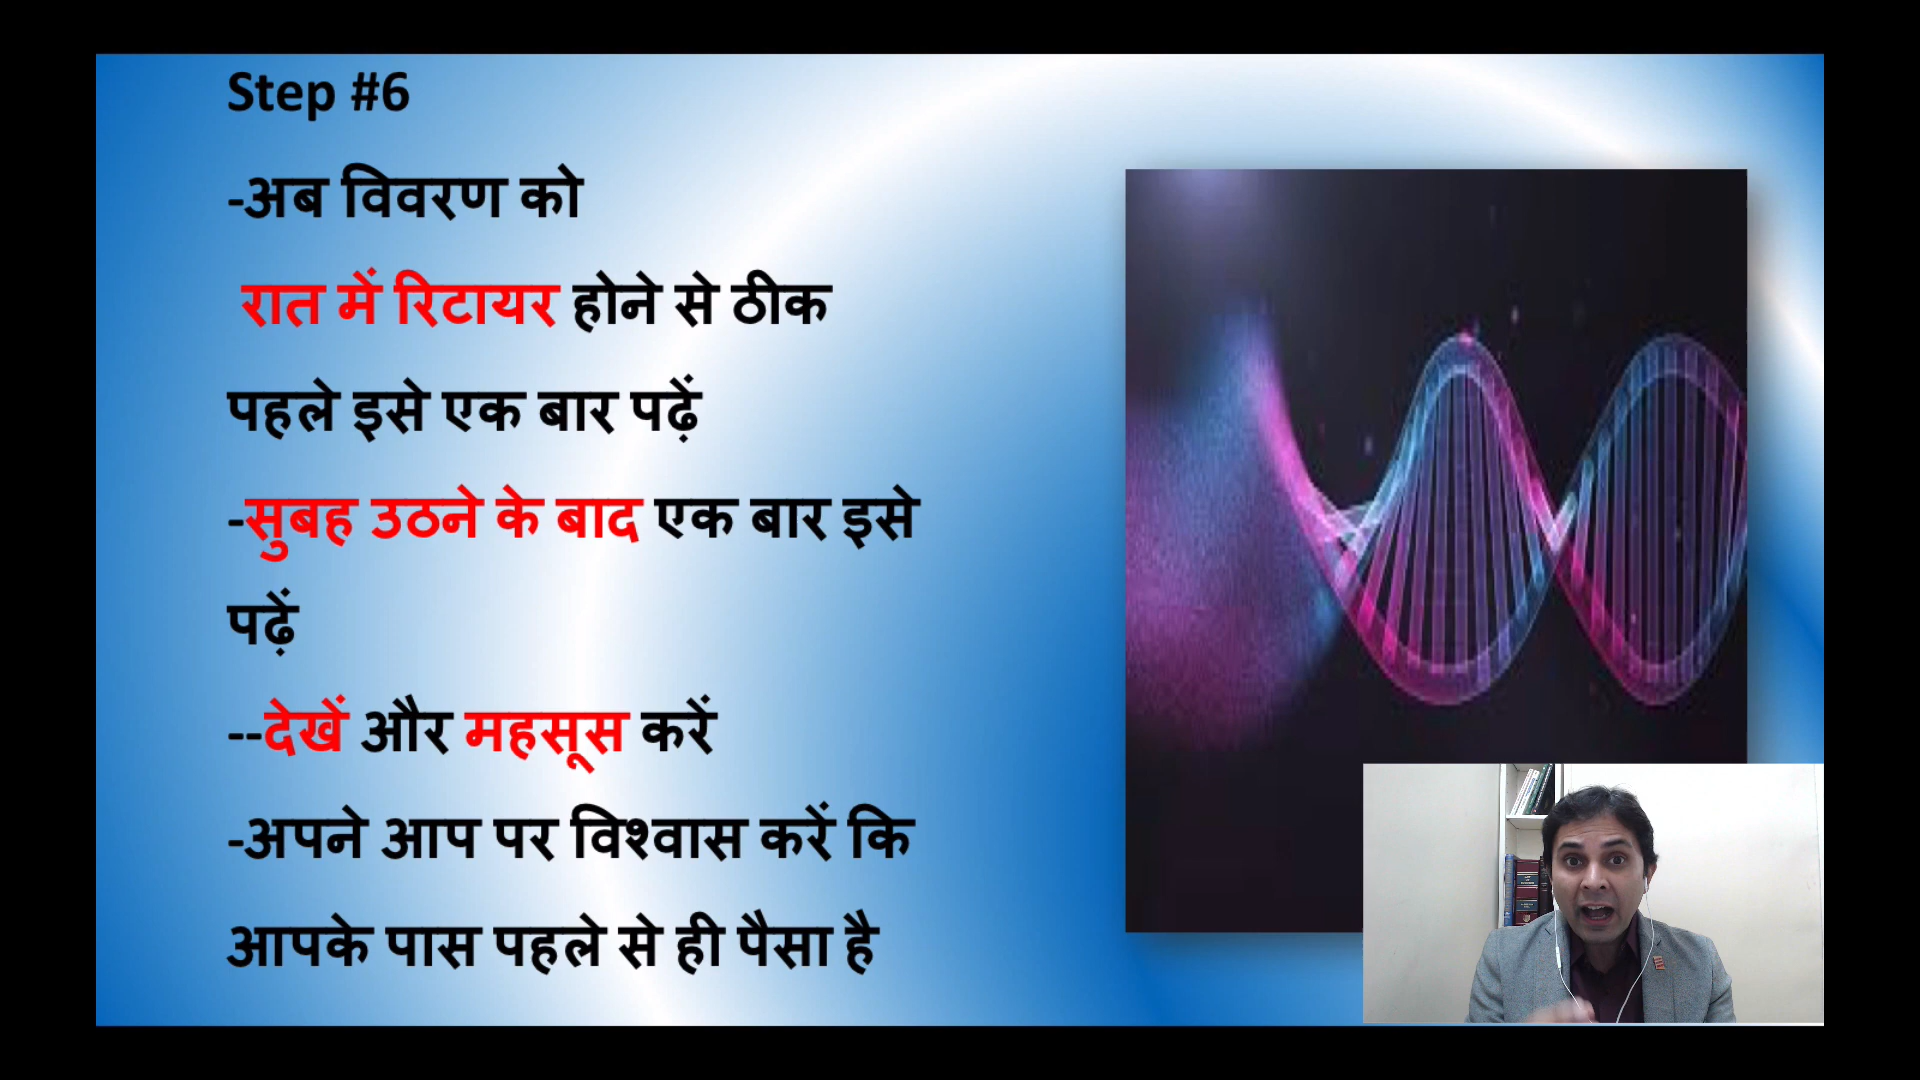 Step #6
-अब विवरण को
रात में रिटायर होने से ठीक
पहले इसे एक बार पढ़ें
-सुबह उठने के बाद एक बार इसे
पढ़ें
--देखें और महसूस करें
-अपने आप पर विश्वास करें कि
आपके पास पहले से ही पैसा है